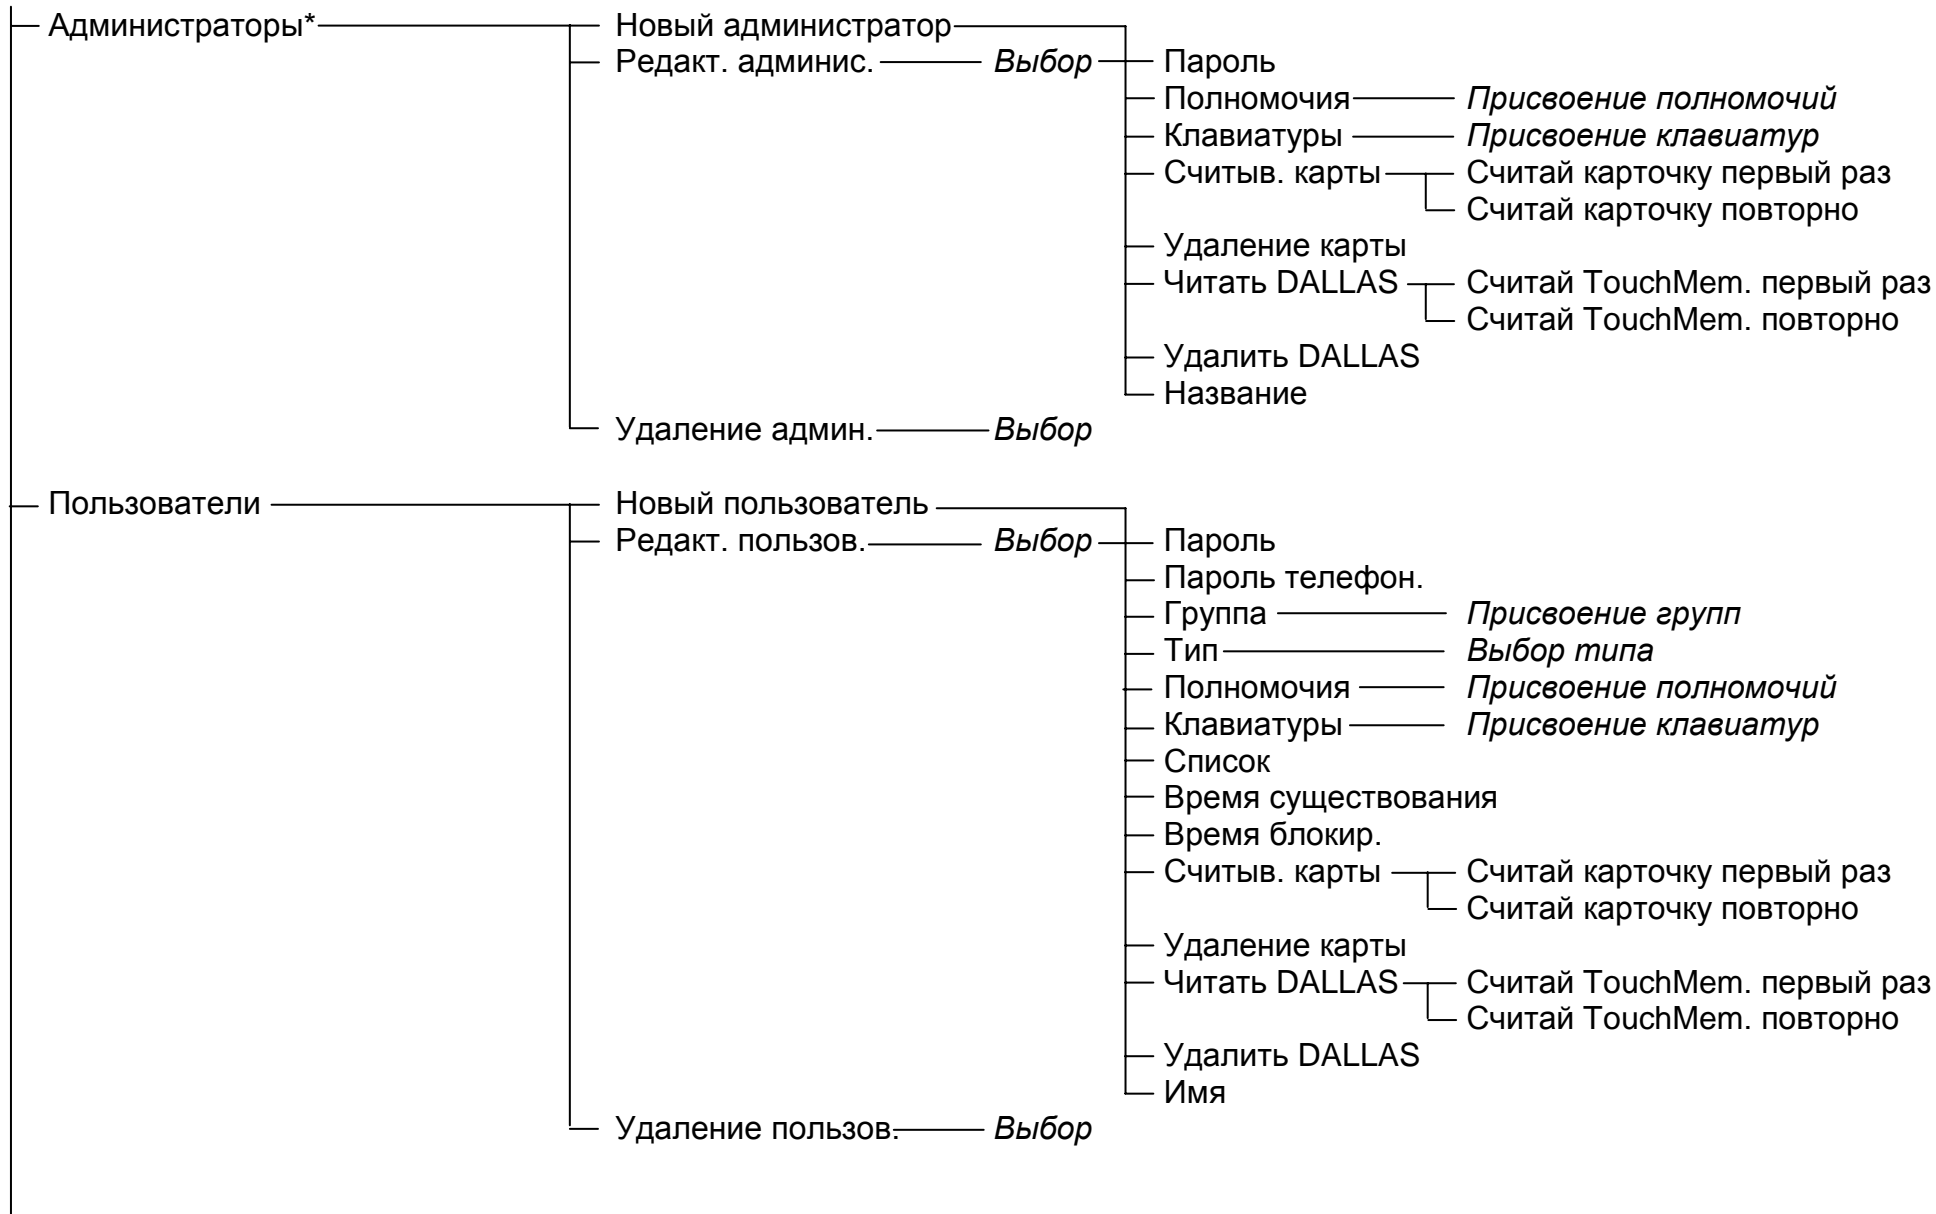 Администраторы* Новый администратор
Редакт. админис. Выбор Пароль
Полномочия Присвоение полномочий
Клавиатуры Присвоение клавиатур
Считыв. карты Считай карточку первый раз
Считай карточку повторно
Удаление карты
Читать DALLAS Считай TouchMem. первый раз
Считай TouchMem. повторно
Удалить DALLAS
Название
Удаление админ. Выбор
Пользователи Новый пользователь
Редакт. пользов. Выбор Пароль
Пароль телефон.
Группа Присвоение групп
Тип Выбор типа
Полномочия Присвоение полномочий
Клавиатуры Присвоение клавиатур
Список
Время существования
Время блокир.
Считыв. карты Считай карточку первый раз
Считай карточку повторно
Удаление карты
Читать DALLAS Считай TouchMem. первый раз
Считай TouchMem. повторно
Удалить DALLAS
Имя
Удаление пользов. Выбор